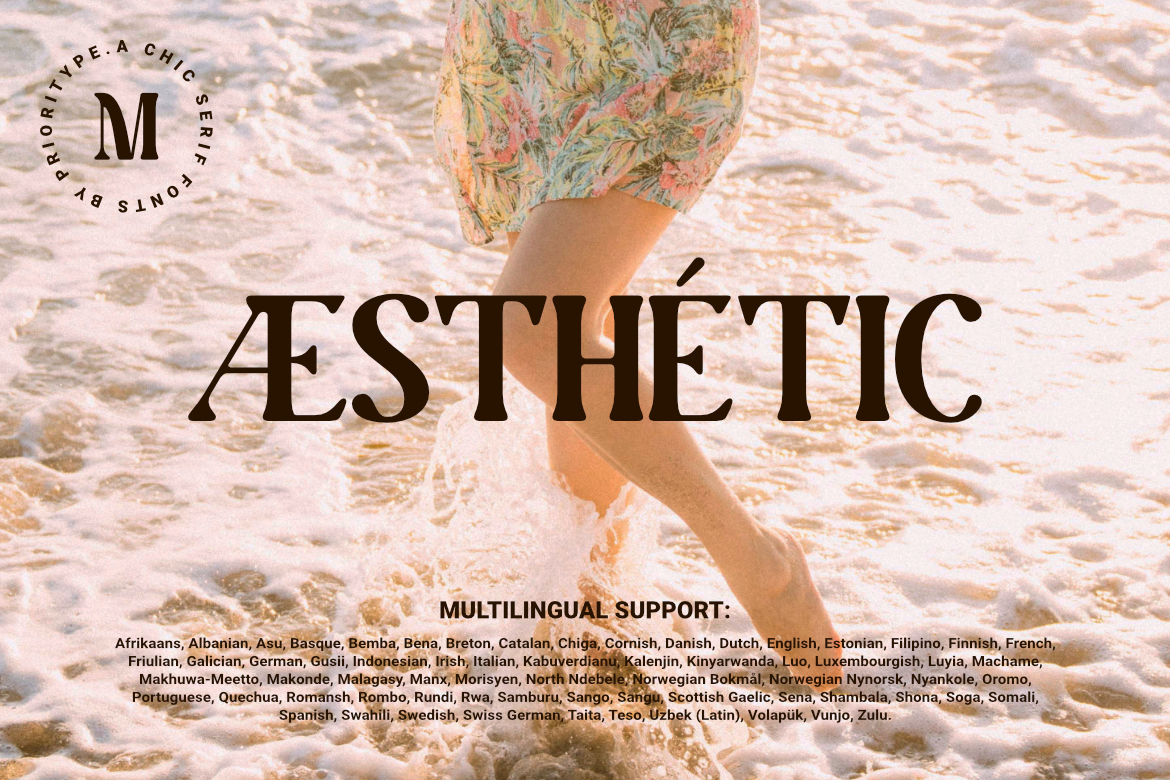 PRIORITYPE.A CHIC SERIF FONTS BY
M
ÆSTHÉTIC
MULTILINGUAL SUPPORT:
Afrikaans, Albanian, Asu, Basque, Bemba, Bena, Breton, Catalan, Chiga, Cornish, Danish, Dutch, English, Estonian, Filipino, Finnish, French,
Friulian, Galician, German, Gusii, Indonesian, Irish, Italian, Kabuverdianu, Kalenjin, Kinyarwanda, Luo, Luxembourgish, Luyia, Machame,
Makhuwa-Meetto, Makonde, Malagasy, Manx, Morisyen, North Ndebele, Norwegian Bokmål, Norwegian Nynorsk, Nyankole, Oromo,
Portuguese, Quechua, Romansh, Rombo, Rundi, Rwa, Samburu, Sango, Sangu, Scottish Gaelic, Sena, Shambala, Shona, Soga, Somali,
Spanish, Swahili, Swedish, Swiss German, Taita, Teso, Uzbek (Latin), Volapük, Vunjo, Zulu.